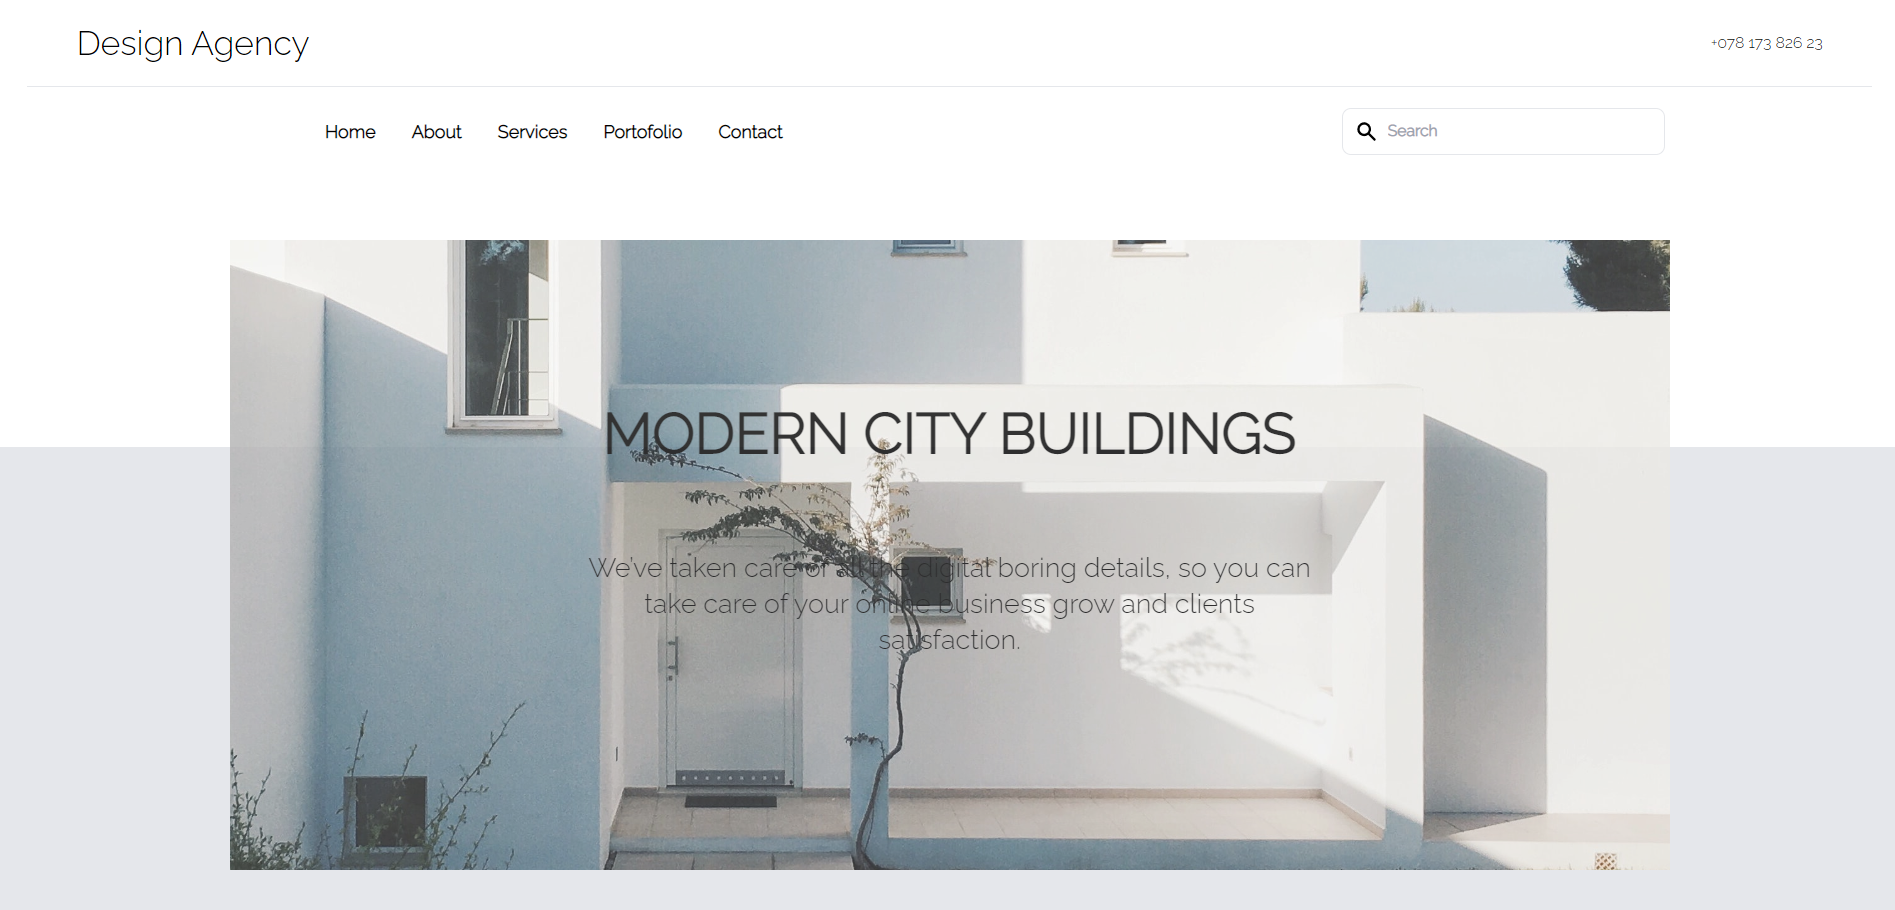 Design Agency
+078 173 826 23
Home About Services Portofolio Contact
Search
MODERN CITY BUILDINGS
We've taken care of all the digital boring details, so you can
take care of your online business grow and clients
satisfaction.